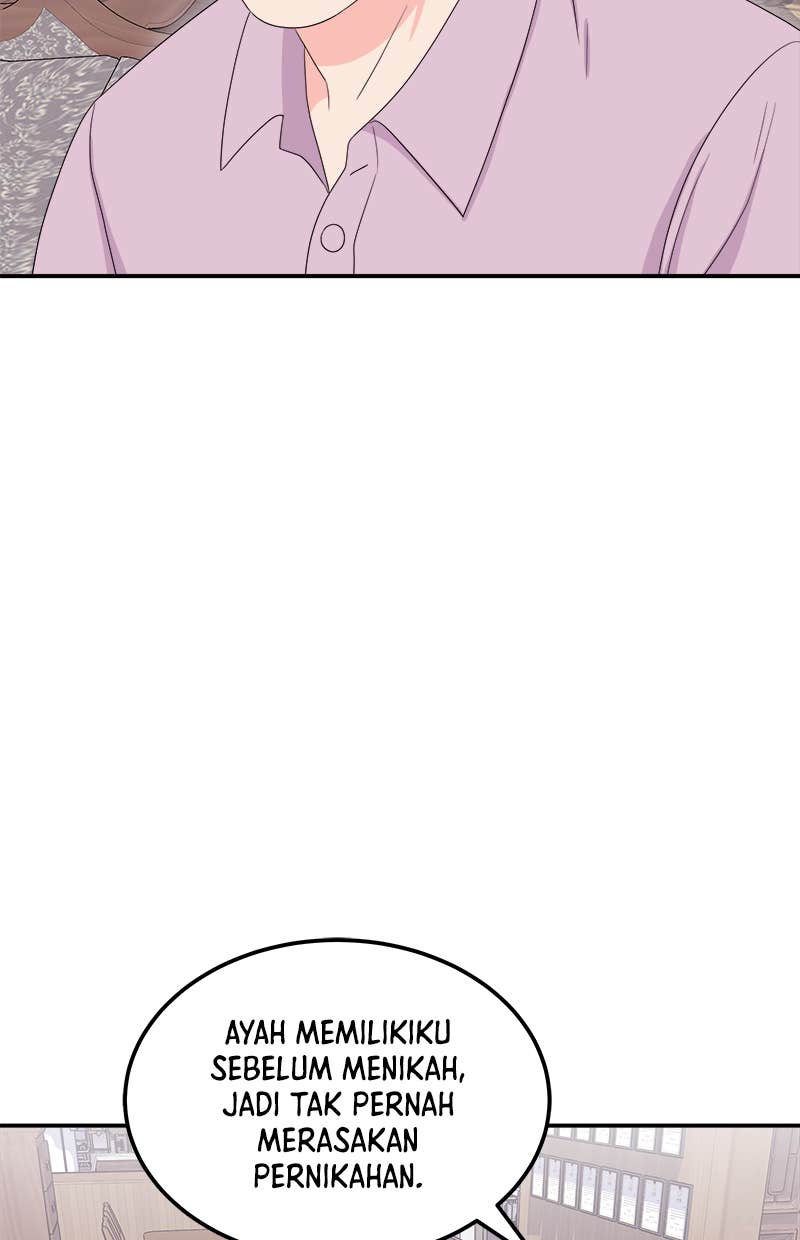 AYAH MEMILIKIKU
SEBELUM MENIKAH,
JADI TAK PERNAH
MERASAKAN
PERNIKAHAN.